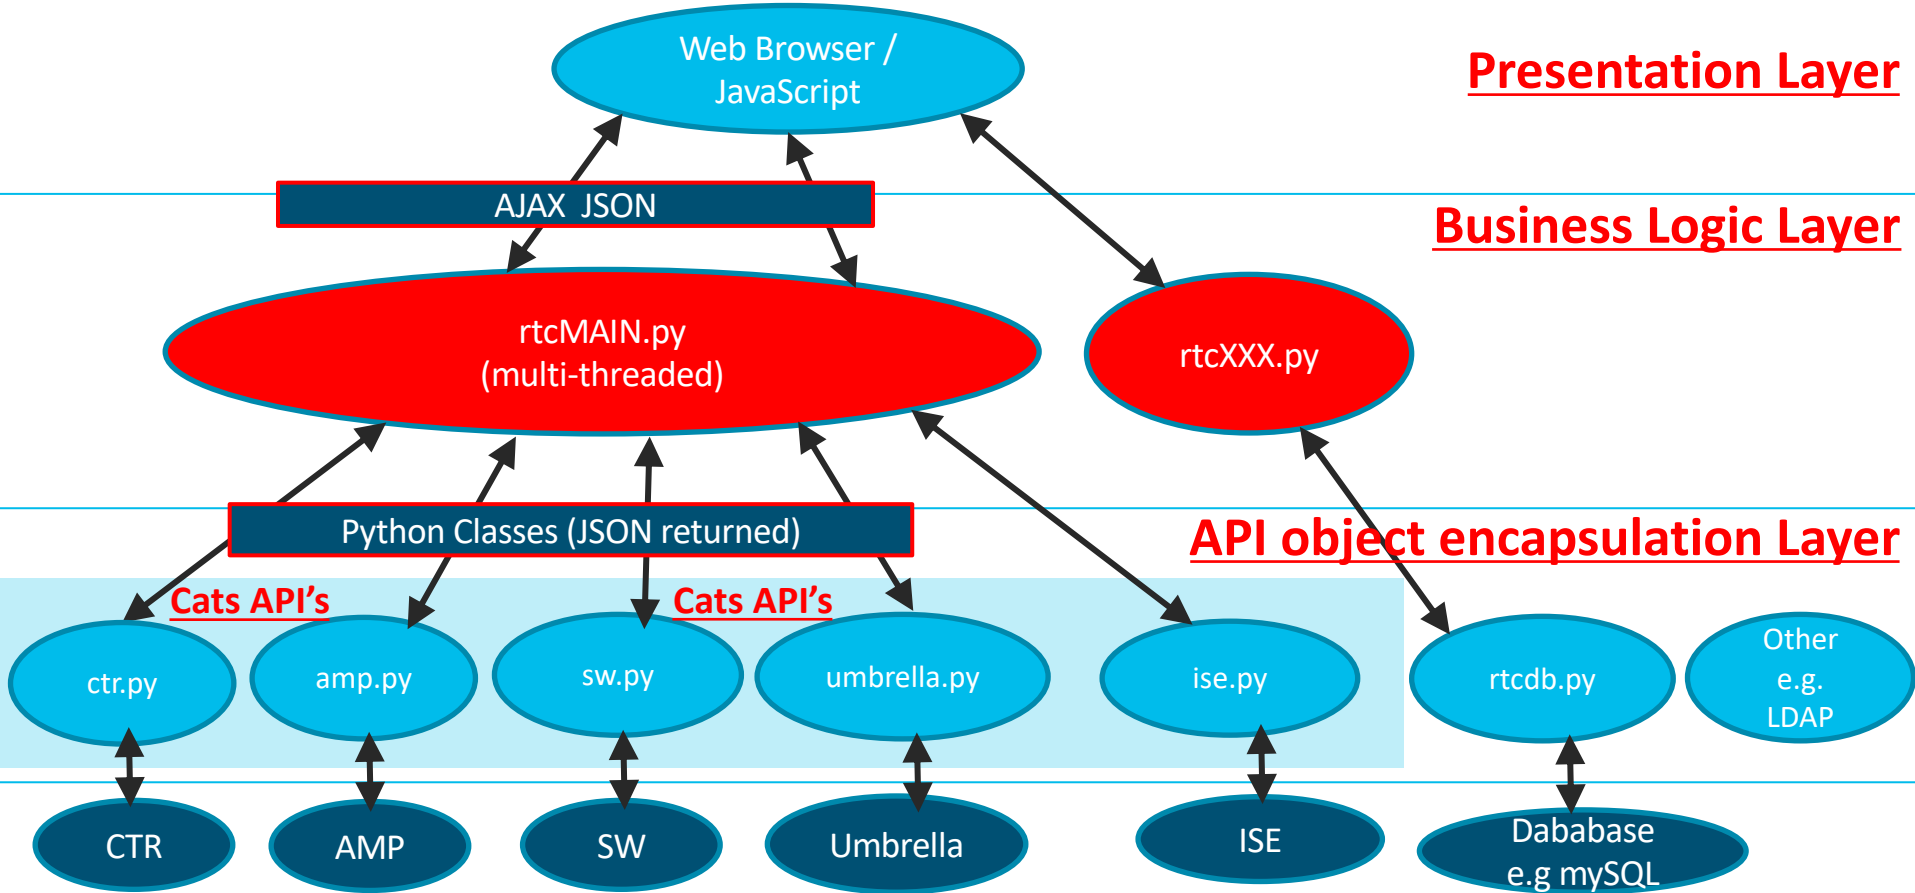 Web Browser /
JavaScript
Presentation Layer
AJAX  JSON
Business Logic Layer
rtcMAIN.py
(multi-threaded)
rtcXXX.py
Python Classes (JSON returned)
API object encapsulation Layer
Cats API’s
Cats API’s
ctr.py
amp.py
sw.py
umbrella.py
ise.py
rtcdb.py
Other
e.g.
LDAP
CTR
AMP
SW
Umbrella
ISE
Dababase
e.g mySQL